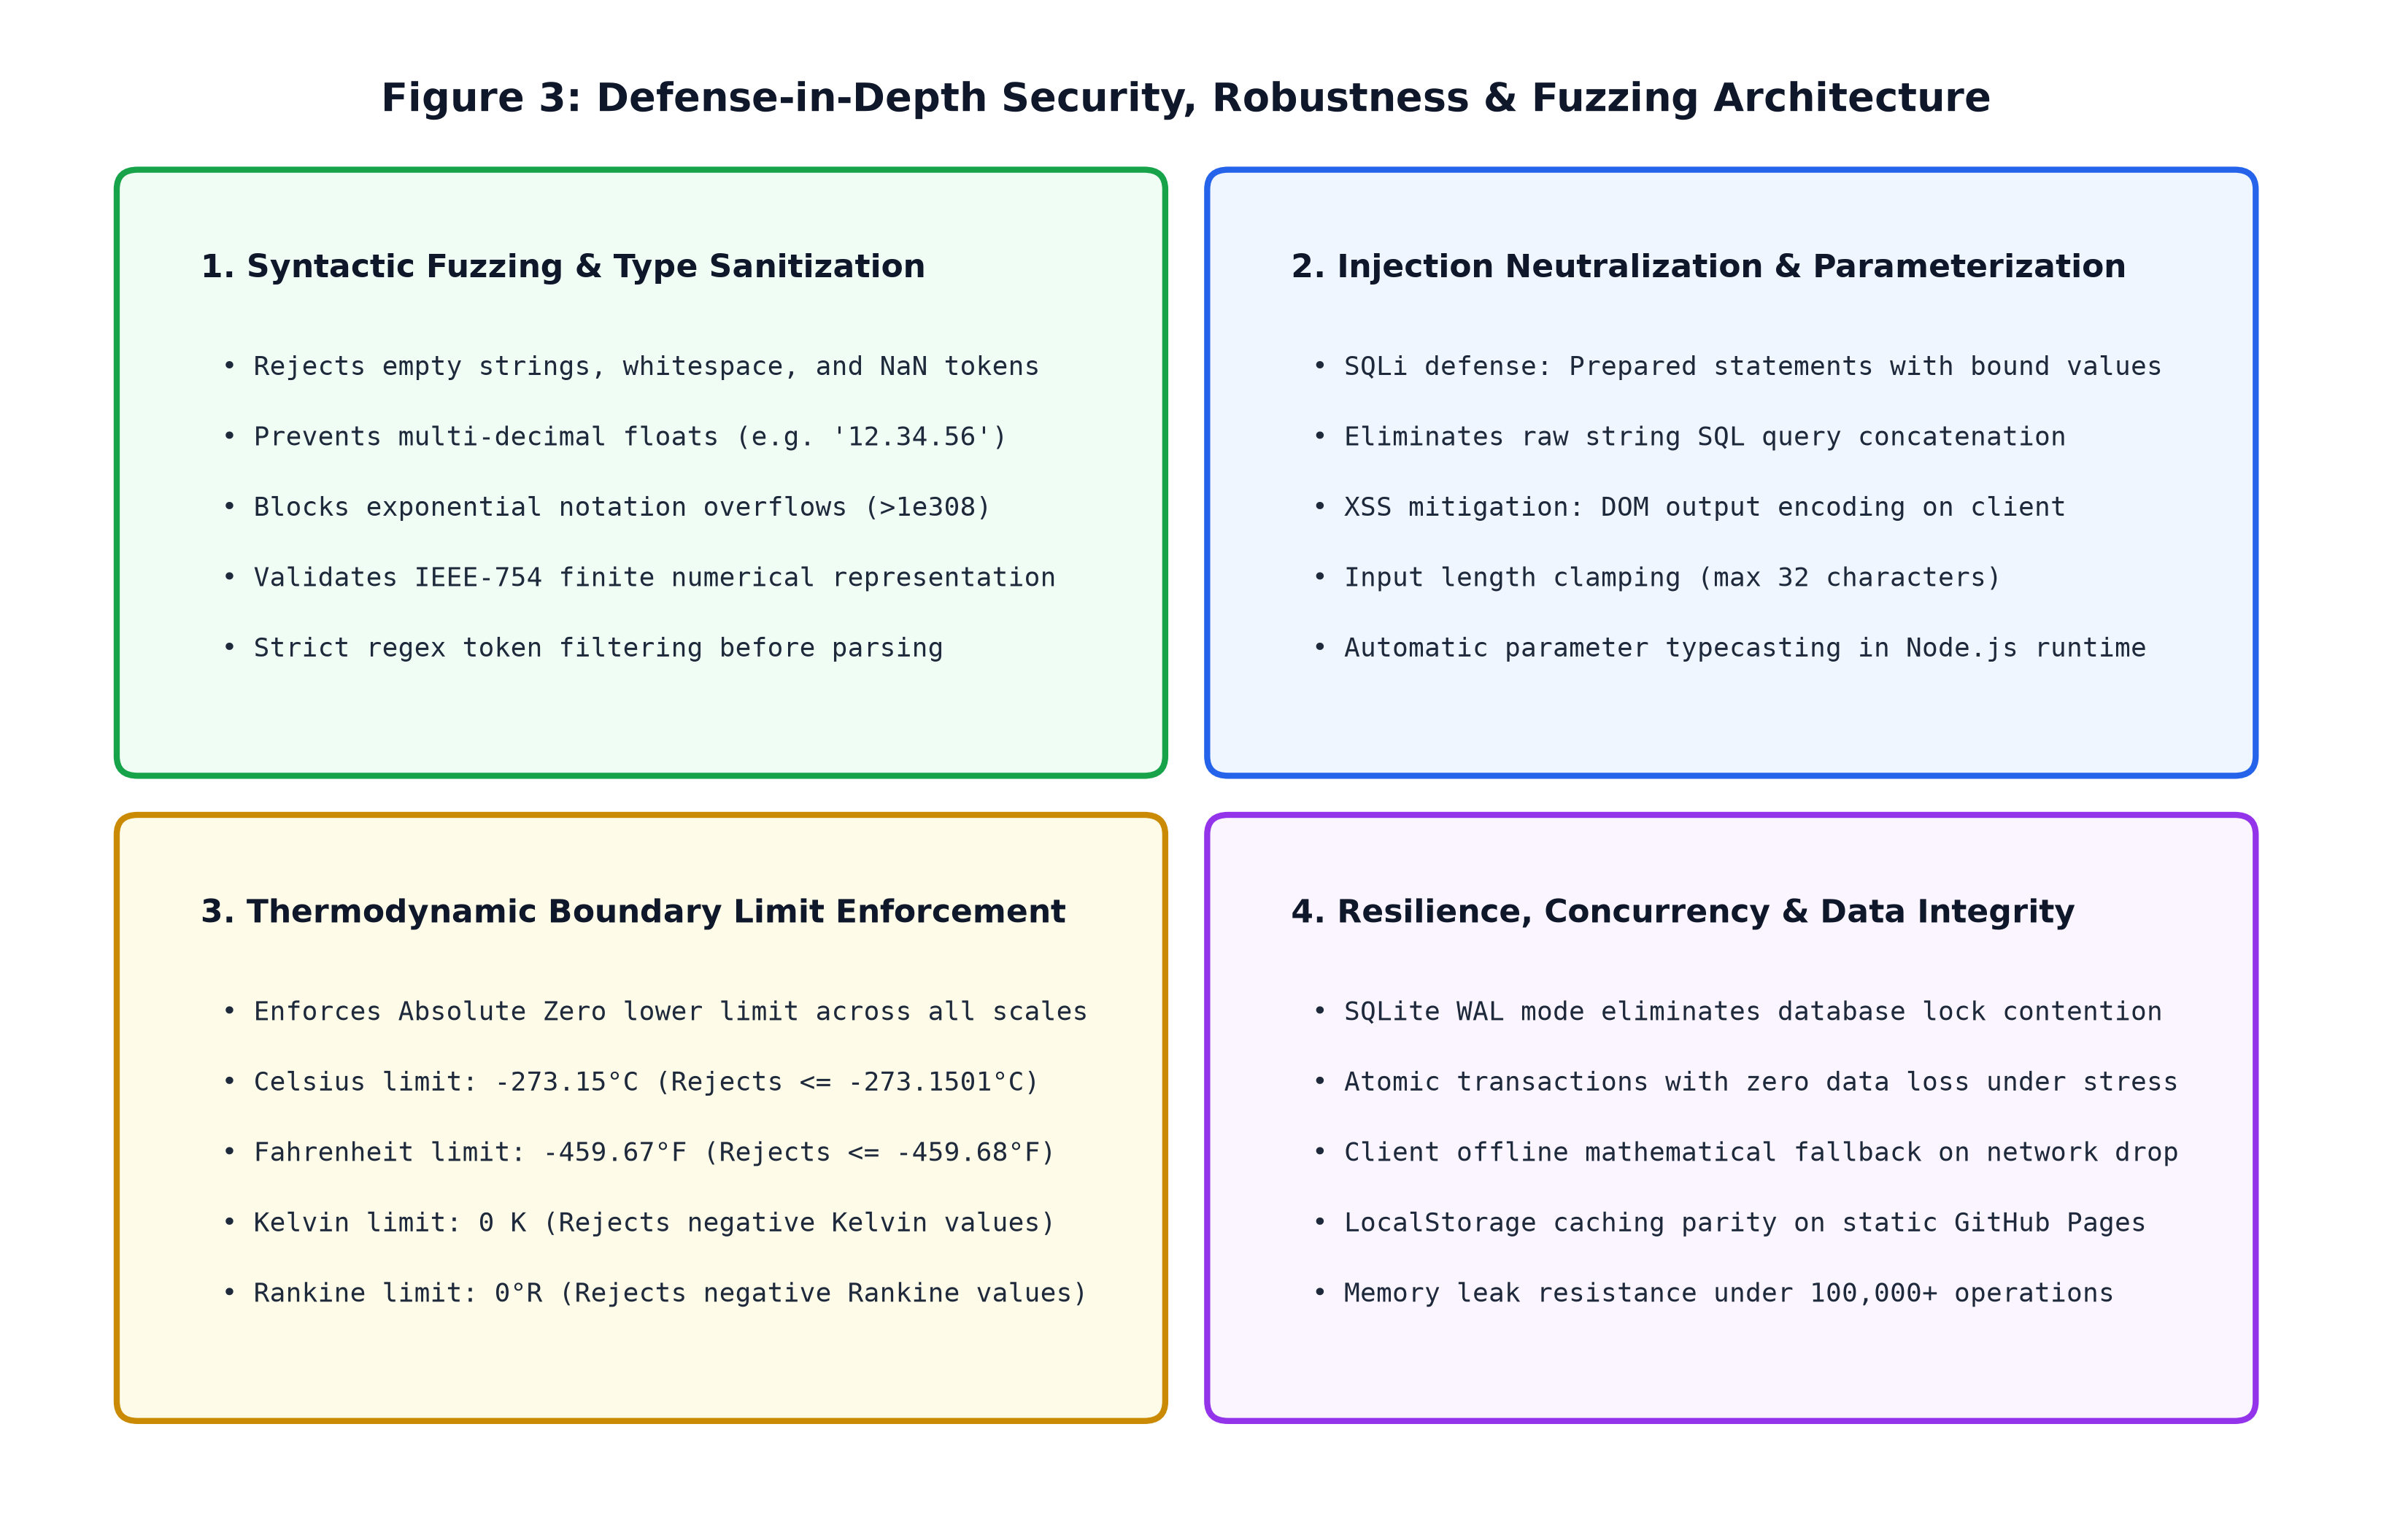 Figure 3: Defense-in-Depth Security, Robustness & Fuzzing Architecture
1. Syntactic Fuzzing & Type Sanitization
• Rejects empty strings, whitespace, and NaN tokens
• Prevents multi-decimal floats (e.g. '12.34.56')
• Blocks exponential notation overflows (>1e308)
• Validates IEEE-754 finite numerical representation
• Strict regex token filtering before parsing
2. Injection Neutralization & Parameterization
• SQLi defense: Prepared statements with bound values
• Eliminates raw string SQL query concatenation
• XSS mitigation: DOM output encoding on client
• Input length clamping (max 32 characters)
• Automatic parameter typecasting in Node.js runtime
3. Thermodynamic Boundary Limit Enforcement
• Enforces Absolute Zero lower limit across all scales
• Celsius limit: -273.15°C (Rejects <= -273.1501°C)
• Fahrenheit limit: -459.67°F (Rejects <= -459.68°F)
• Kelvin limit: 0 K (Rejects negative Kelvin values)
• Rankine limit: 0°R (Rejects negative Rankine values)
4. Resilience, Concurrency & Data Integrity
• SQLite WAL mode eliminates database lock contention
• Atomic transactions with zero data loss under stress
• Client offline mathematical fallback on network drop
• LocalStorage caching parity on static GitHub Pages
• Memory leak resistance under 100,000+ operations